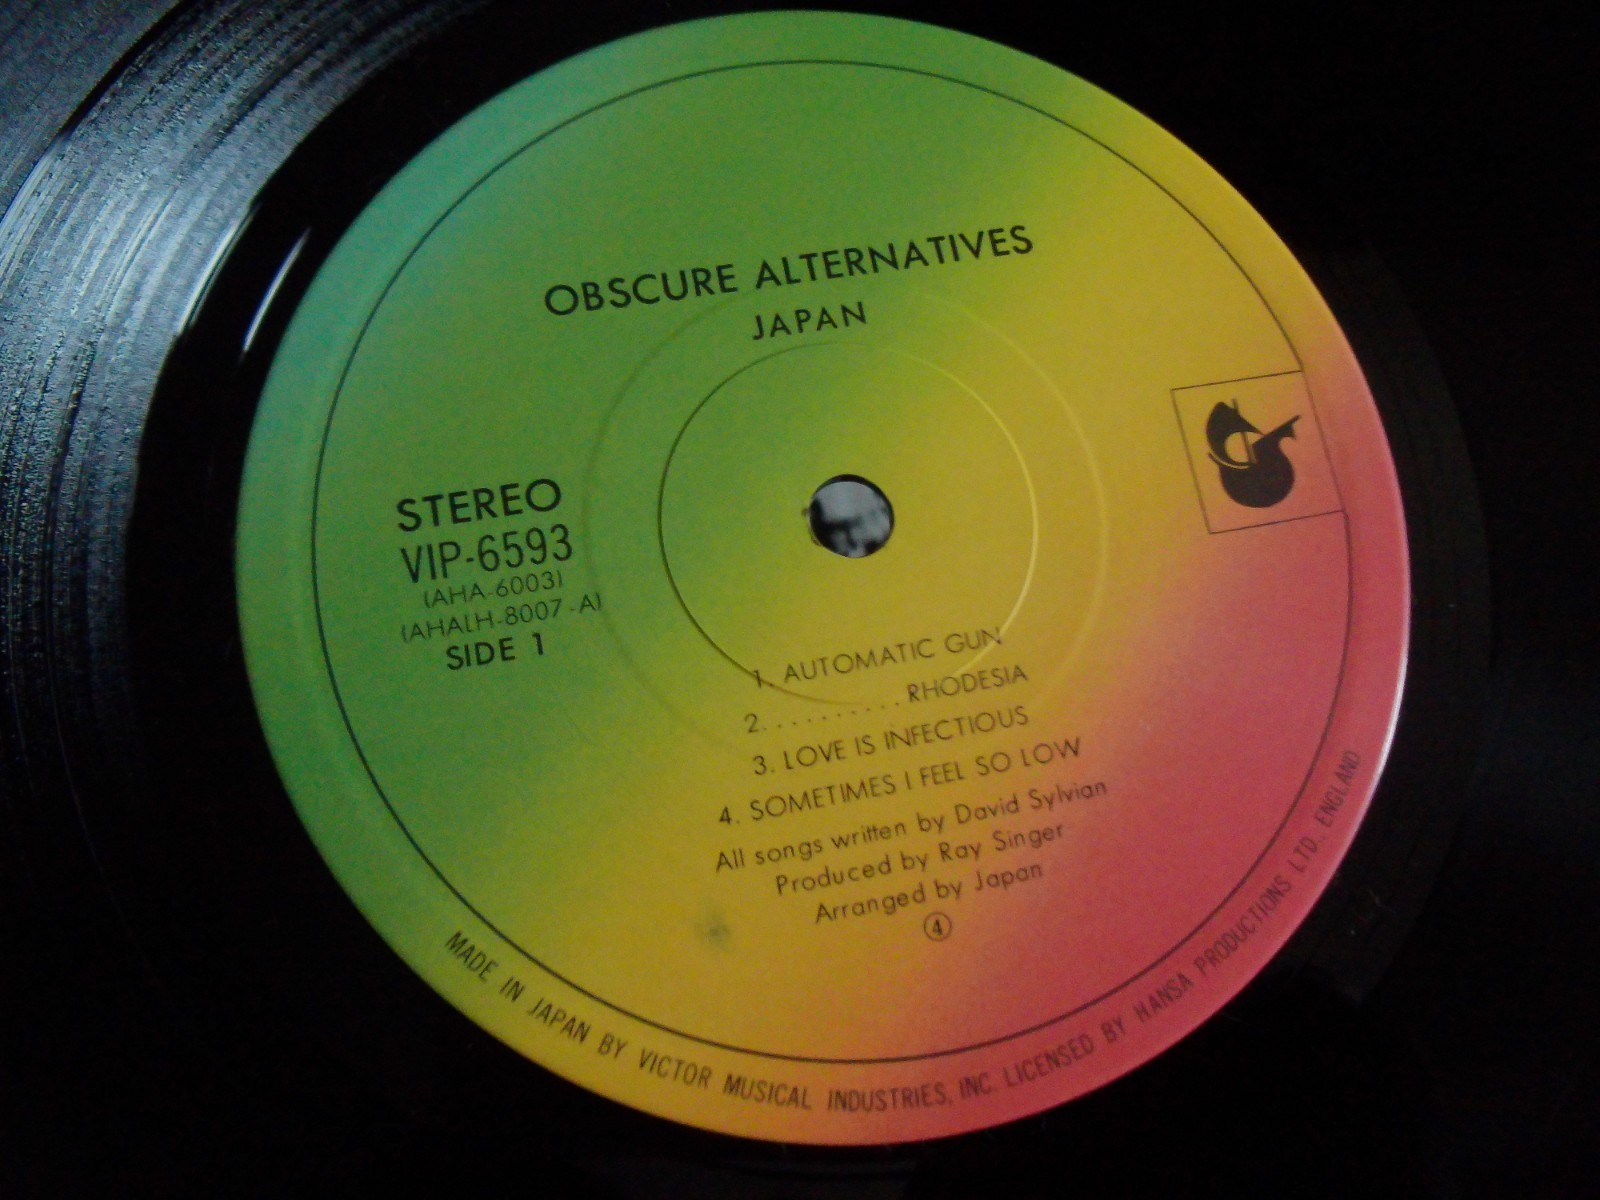 OBSCURE ALTERNATIVES
JAPAN
STEREO
VIP-6593
(AHA-6003)
(AHALH-8007-A)
SIDE 1
1. AUTOMATIC GUN
2. . . . . . . . . . . RHODESIA
3. LOVE IS INFECTIOUS
4. SOMETIMES I FEEL SO LOW
All songs written by David Sylvian
Produced by Ray Singer
Arranged by Japan
④
MADE IN JAPAN BY VICTOR MUSICAL INDUSTRIES, INC. LICENSED BY HANSA PRODUCTIONS LTD., ENGLAND